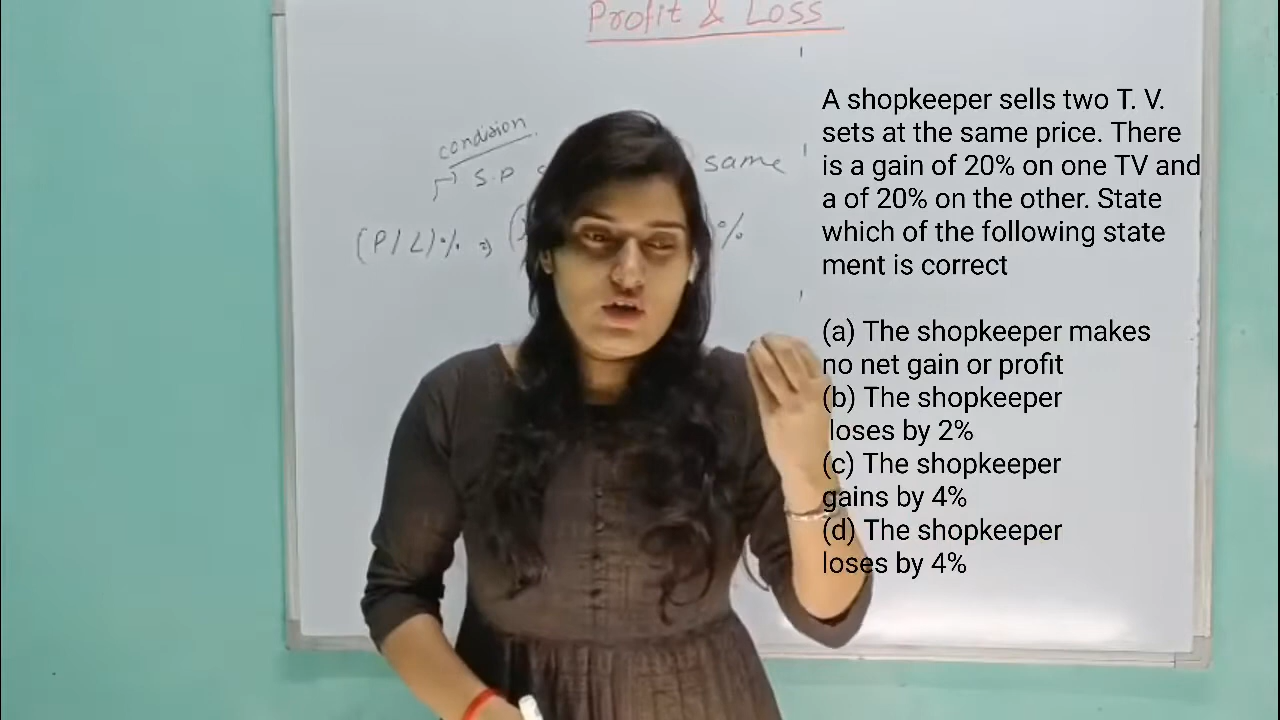 Profit & Loss
condision
S.P same
(P/L)% ⇒ ( )%
A shopkeeper sells two T. V.
sets at the same price. There
is a gain of 20% on one TV and
a of 20% on the other. State
which of the following state
ment is correct
(a) The shopkeeper makes
no net gain or profit
(b) The shopkeeper
loses by 2%
(c) The shopkeeper
gains by 4%
(d) The shopkeeper
loses by 4%